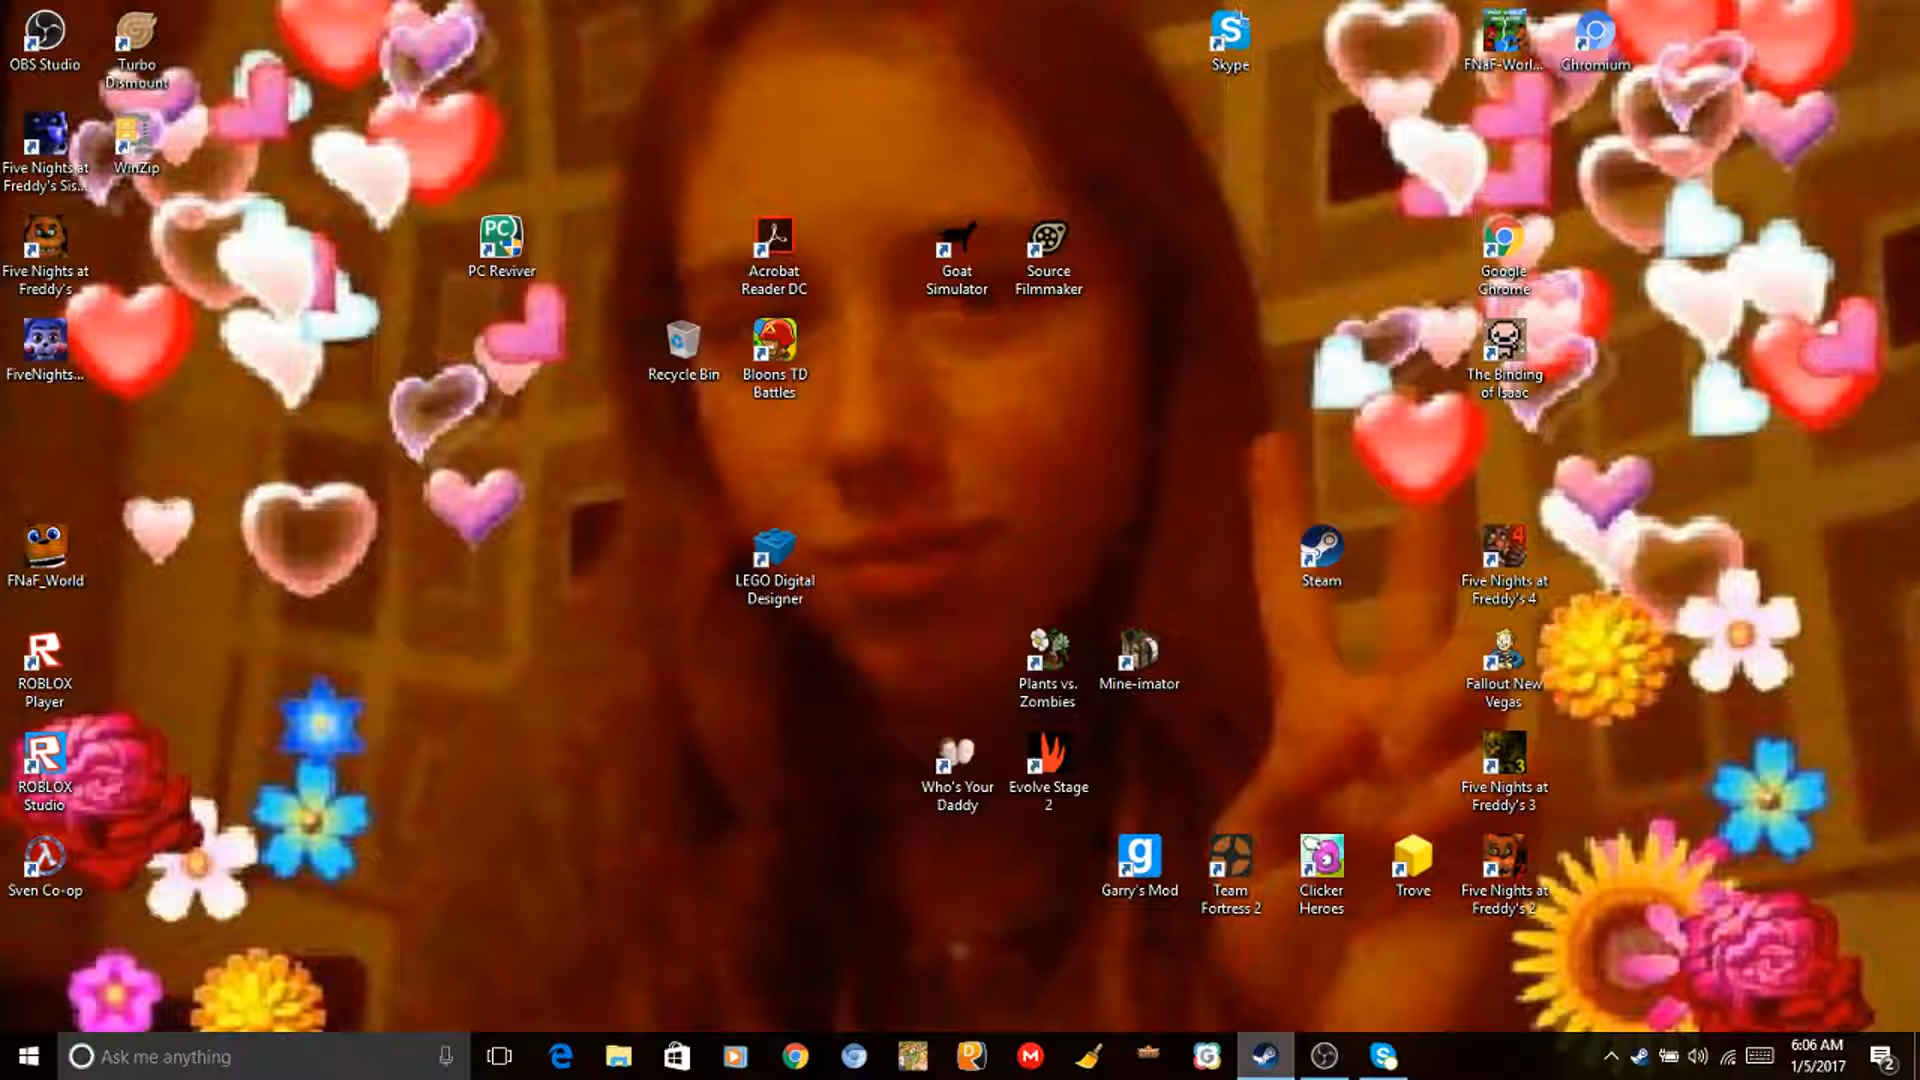 OBS Studio
Turbo
Dismount
Skype
FNaF-Worl...
Chromium
Five Nights at
Freddy's Sis...
WinZip
Five Nights at
Freddy's
PC Reviver
Acrobat
Reader DC
Goat
Simulator
Source
Filmmaker
Google
Chrome
FiveNights...
Recycle Bin
Bloons TD
Battles
The Binding
of Isaac
FNaF_World
LEGO Digital
Designer
Steam
Five Nights at
Freddy's 4
ROBLOX
Player
Plants vs.
Zombies
Mine-imator
Fallout New
Vegas
ROBLOX
Studio
Who's Your
Daddy
Evolve Stage
2
Five Nights at
Freddy's 3
Sven Co-op
Garry's Mod
Team
Fortress 2
Clicker
Heroes
Trove
Five Nights at
Freddy's 2
Ask me anything
6:06 AM
1/5/2017
2